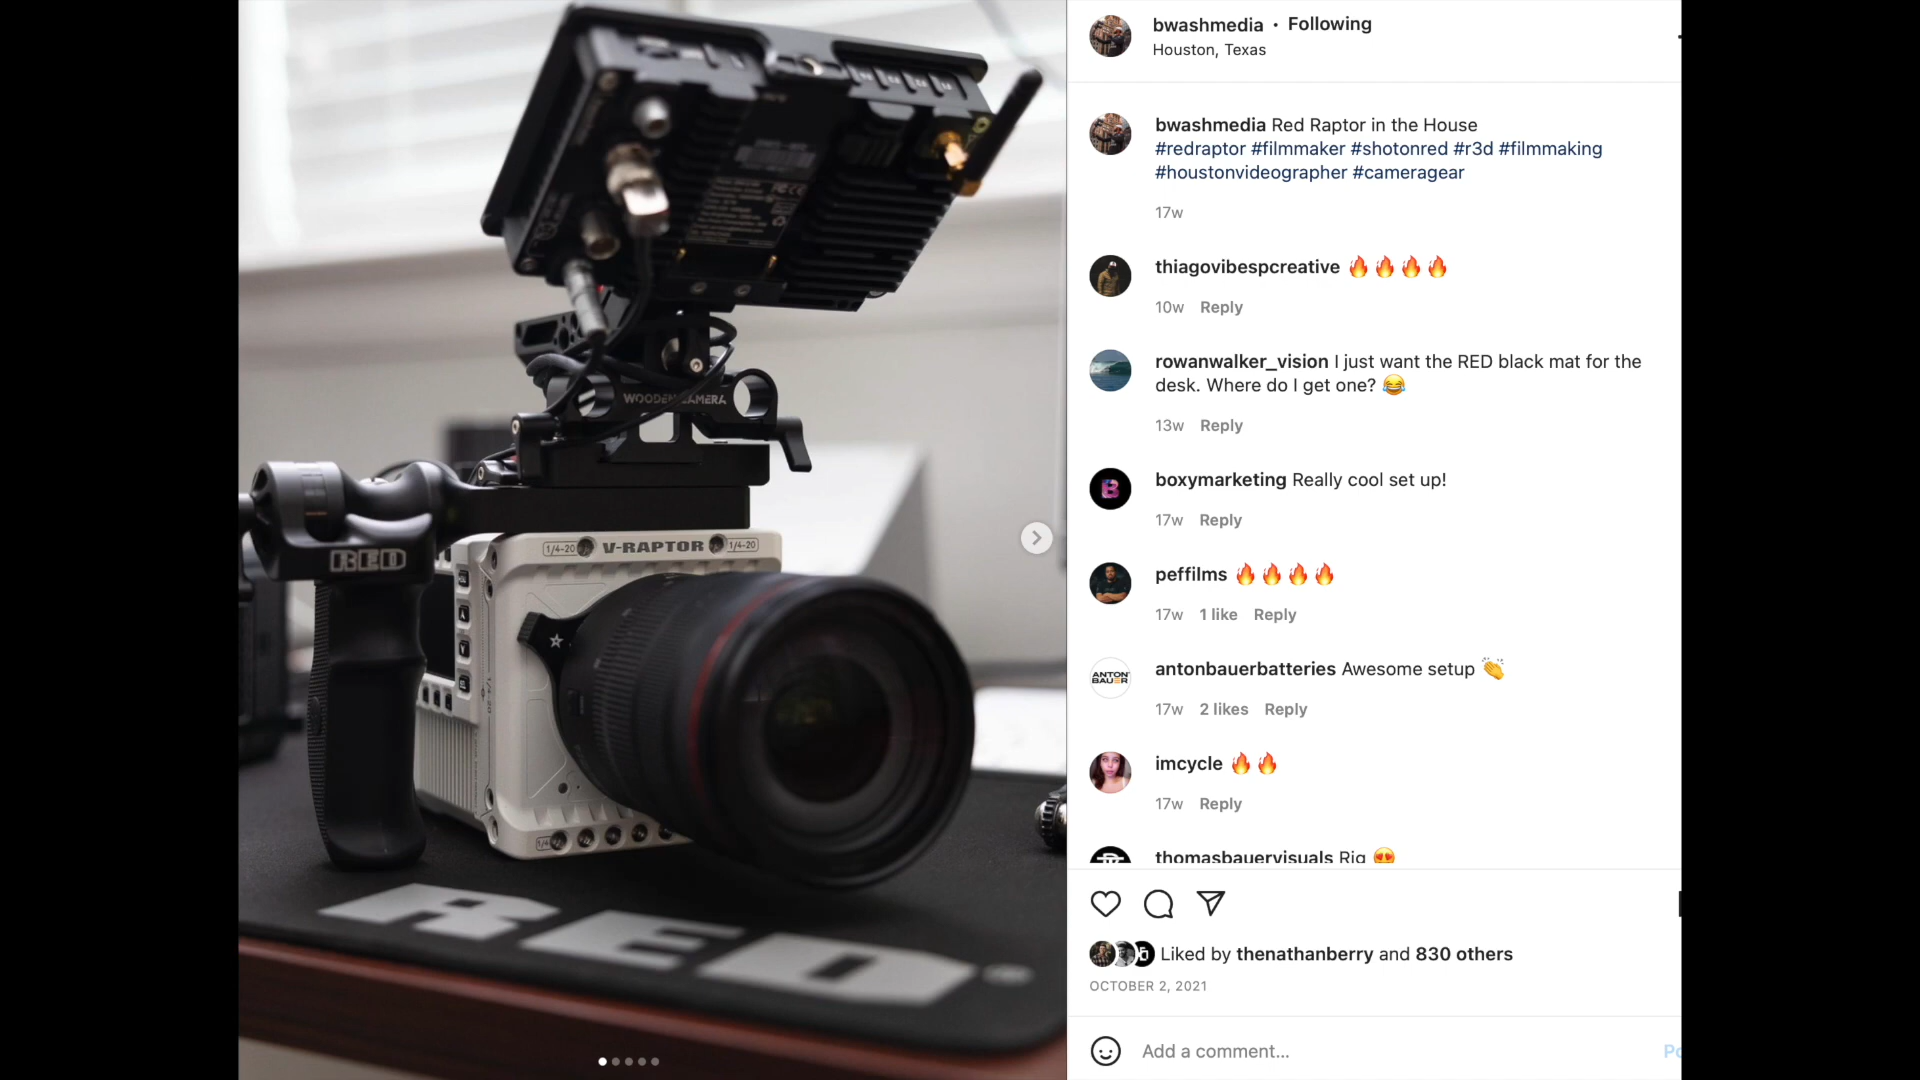 WOODEN CAMERA
RED
1/4-20 V-RAPTOR 1/4-20
1/4-20
RED
bwashmedia • Following
Houston, Texas
bwashmedia Red Raptor in the House
#redraptor #filmmaker #shotonred #r3d #filmmaking
#houstonvideographer #cameragear
17w
thiagovibespcreative 🔥🔥🔥🔥
10w Reply
rowanwalker_vision I just want the RED black mat for the
desk. Where do I get one? 😂
13w Reply
boxymarketing Really cool set up!
17w Reply
peffilms 🔥🔥🔥🔥
17w 1 like Reply
ANTON
BAUER
antonbauerbatteries Awesome setup 👏
17w 2 likes Reply
imcycle 🔥🔥
17w Reply
thomasbauervisuals Rig 😍
Liked by thenathanberry and 830 others
OCTOBER 2, 2021
Add a comment...